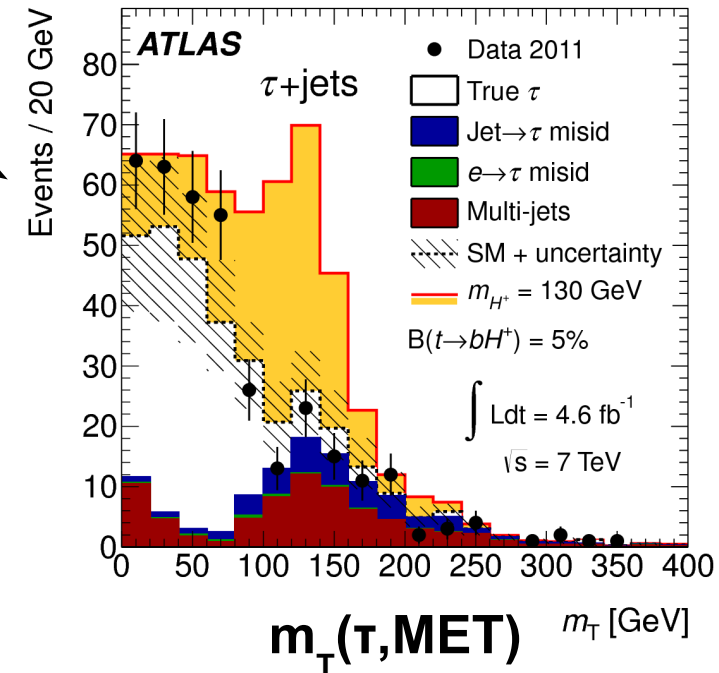 ATLAS
τ+jets
Data 2011
True τ
Jet→τ misid
e→τ misid
Multi-jets
SM + uncertainty
m_H⁺ = 130 GeV
B(t→bH⁺) = 5%
∫ Ldt = 4.6 fb⁻¹
√s = 7 TeV
Events / 20 GeV
80
70
60
50
40
30
20
10
0
0 50 100 150 200 250 300 350 400
m_T [GeV]
m_T(τ,MET)